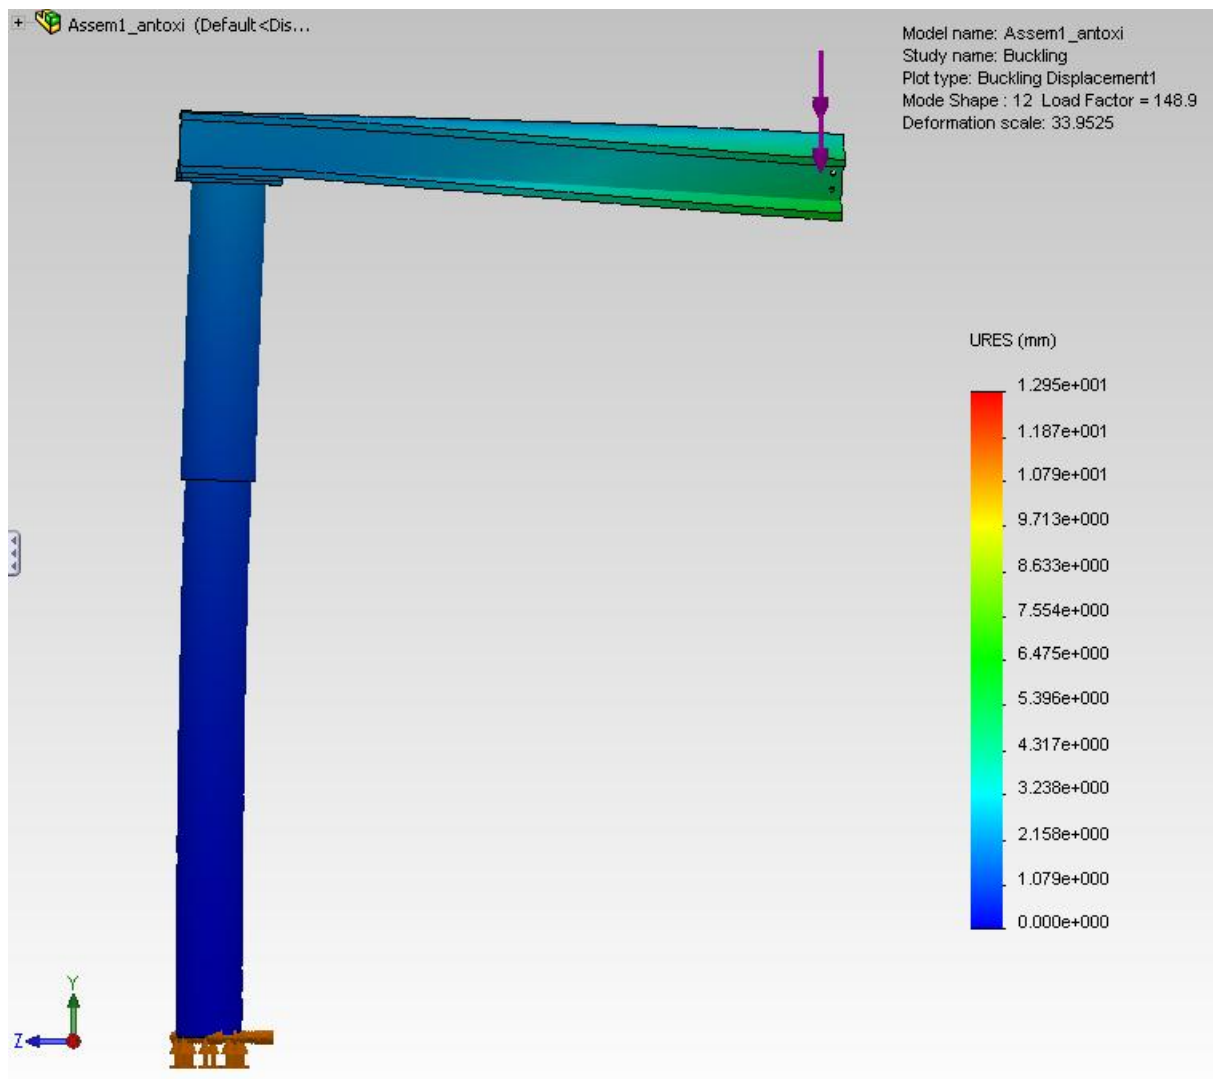 Assem1_antoxi (Default<Dis...
Model name: Assem1_antoxi
Study name: Buckling
Plot type: Buckling Displacement1
Mode Shape : 12 Load Factor = 148.9
Deformation scale: 33.9525
URES (mm)
1.295e+001
1.187e+001
1.079e+001
9.713e+000
8.633e+000
7.554e+000
6.475e+000
5.396e+000
4.317e+000
3.238e+000
2.158e+000
1.079e+000
0.000e+000
Y
Z